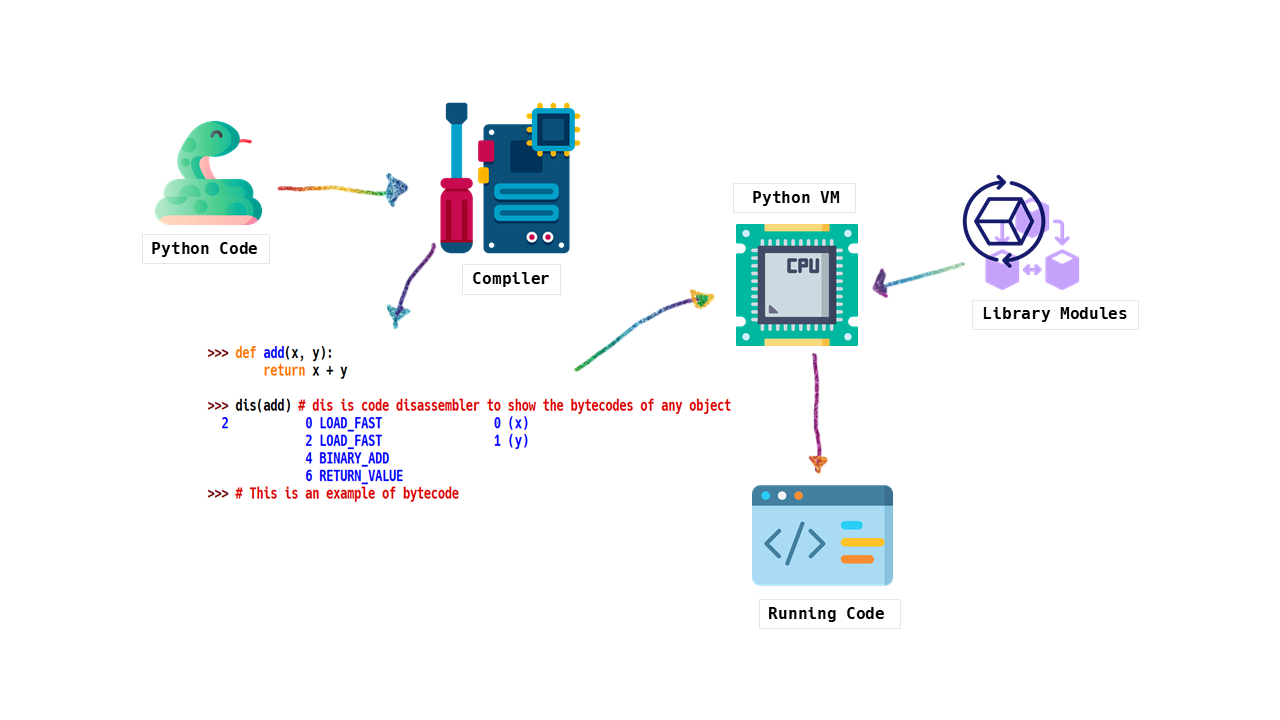 Python Code
Compiler
Python VM
CPU
Library Modules
>>> def add(x, y):
        return x + y
>>> dis(add) # dis is code disassembler to show the bytecodes of any object
  2           0 LOAD_FAST                0 (x)
              2 LOAD_FAST                1 (y)
              4 BINARY_ADD
              6 RETURN_VALUE
>>> # This is an example of bytecode
</>
Running Code